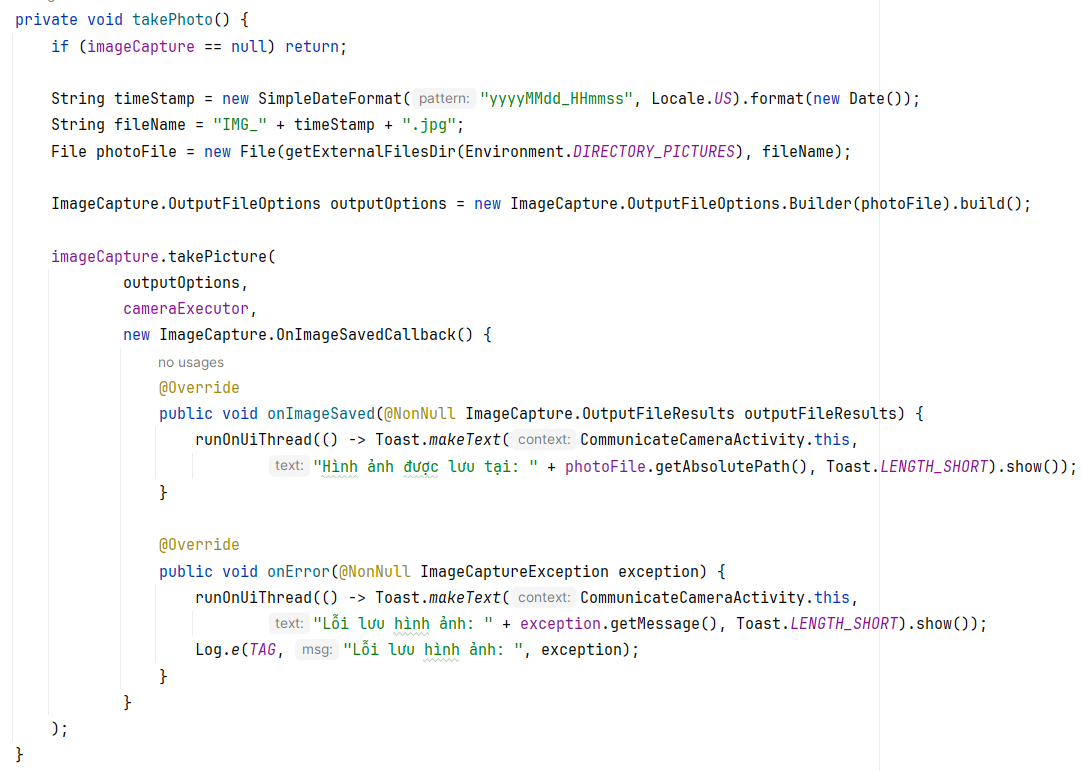 private void takePhoto() {
if (imageCapture == null) return;
String timeStamp = new SimpleDateFormat( pattern: "yyyyMMdd_HHmmss", Locale.US).format(new Date());
String fileName = "IMG_" + timeStamp + ".jpg";
File photoFile = new File(getExternalFilesDir(Environment.DIRECTORY_PICTURES), fileName);
ImageCapture.OutputFileOptions outputOptions = new ImageCapture.OutputFileOptions.Builder(photoFile).build();
imageCapture.takePicture(
outputOptions,
cameraExecutor,
new ImageCapture.OnImageSavedCallback() {
no usages
@Override
public void onImageSaved(@NonNull ImageCapture.OutputFileResults outputFileResults) {
runOnUiThread(() -> Toast.makeText( context: CommunicateCameraActivity.this,
text: "Hình ảnh được lưu tại: " + photoFile.getAbsolutePath(), Toast.LENGTH_SHORT).show());
}
@Override
public void onError(@NonNull ImageCaptureException exception) {
runOnUiThread(() -> Toast.makeText( context: CommunicateCameraActivity.this,
text: "Lỗi lưu hình ảnh: " + exception.getMessage(), Toast.LENGTH_SHORT).show());
Log.e(TAG, msg: "Lỗi lưu hình ảnh: ", exception);
}
}
);
}